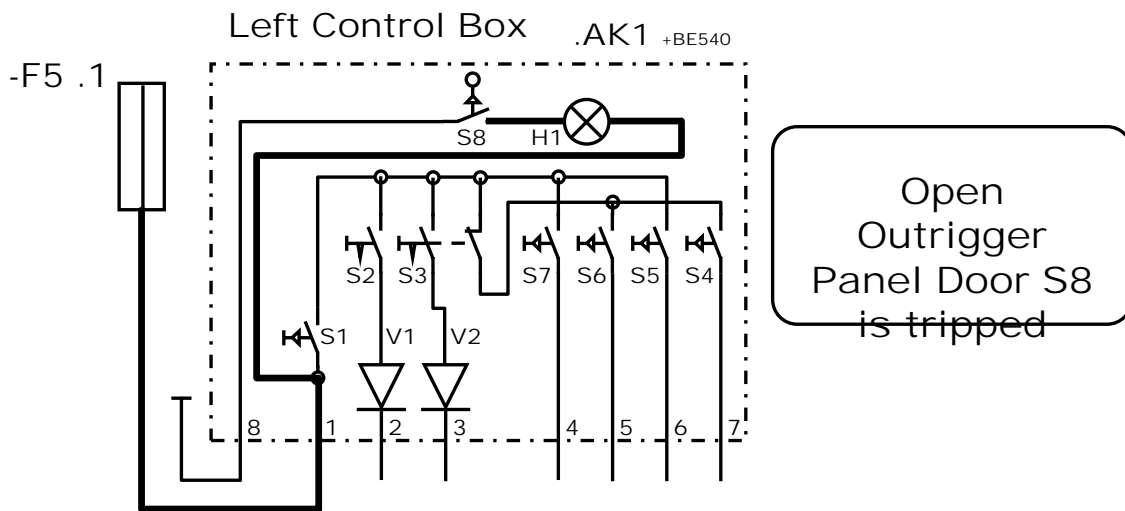 Left Control Box .AK1 +BE540
-F5 .1
S8 H1
Open
Outrigger
Panel Door S8
is tripped
S2 S3 S7 S6 S5 S4
S1 V1 V2
8 1 2 3 4 5 6 7